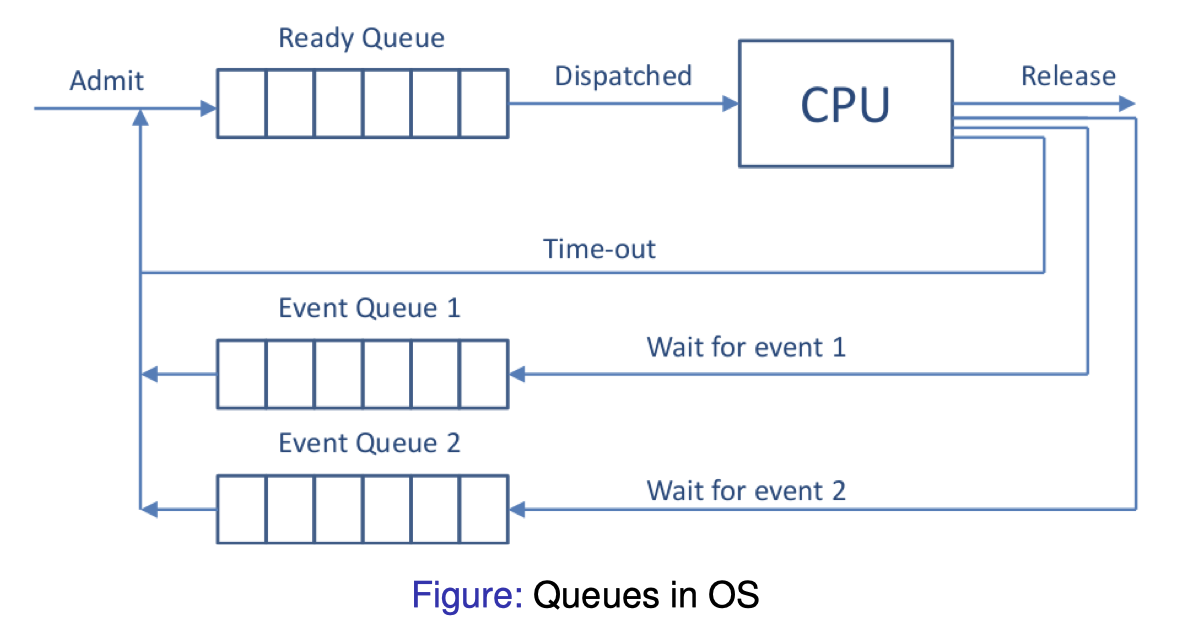 Ready Queue
Admit
Dispatched
CPU
Release
Time-out
Event Queue 1
Wait for event 1
Event Queue 2
Wait for event 2
Figure: Queues in OS